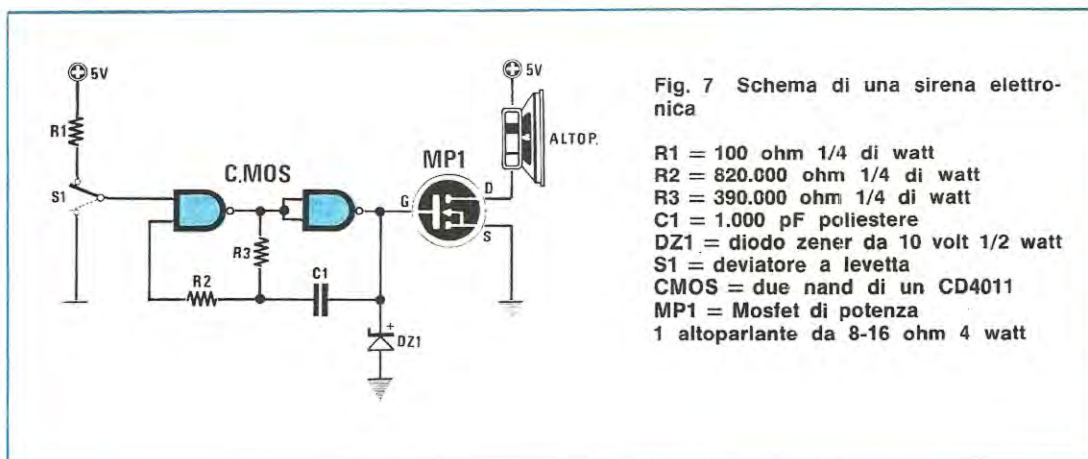 5V
R1
S1
C.MOS
R3
R2
C1
DZ1
+
MP1
G
D
S
5V
ALTOP.
Fig. 7 Schema di una sirena elettro-
nica
R1 = 100 ohm 1/4 di watt
R2 = 820.000 ohm 1/4 di watt
R3 = 390.000 ohm 1/4 di watt
C1 = 1.000 pF poliestere
DZ1 = diodo zener da 10 volt 1/2 watt
S1 = deviatore a levetta
CMOS = due nand di un CD4011
MP1 = Mosfet di potenza
1 altoparlante da 8-16 ohm 4 watt